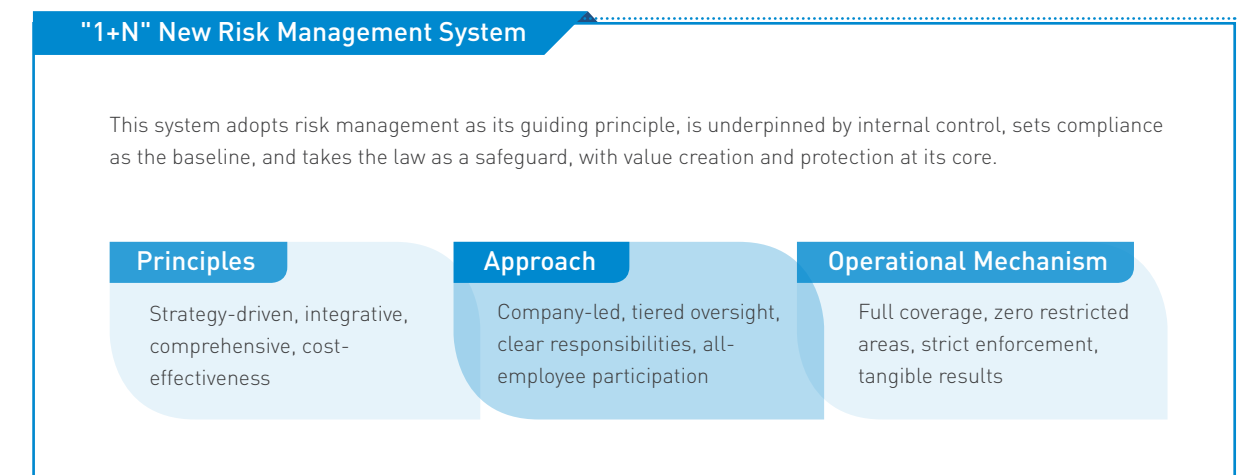 "1+N" New Risk Management System
This system adopts risk management as its guiding principle, is underpinned by internal control, sets compliance
as the baseline, and takes the law as a safeguard, with value creation and protection at its core.
Principles
Strategy-driven, integrative,
comprehensive, cost-
effectiveness
Approach
Company-led, tiered oversight,
clear responsibilities, all-
employee participation
Operational Mechanism
Full coverage, zero restricted
areas, strict enforcement,
tangible results